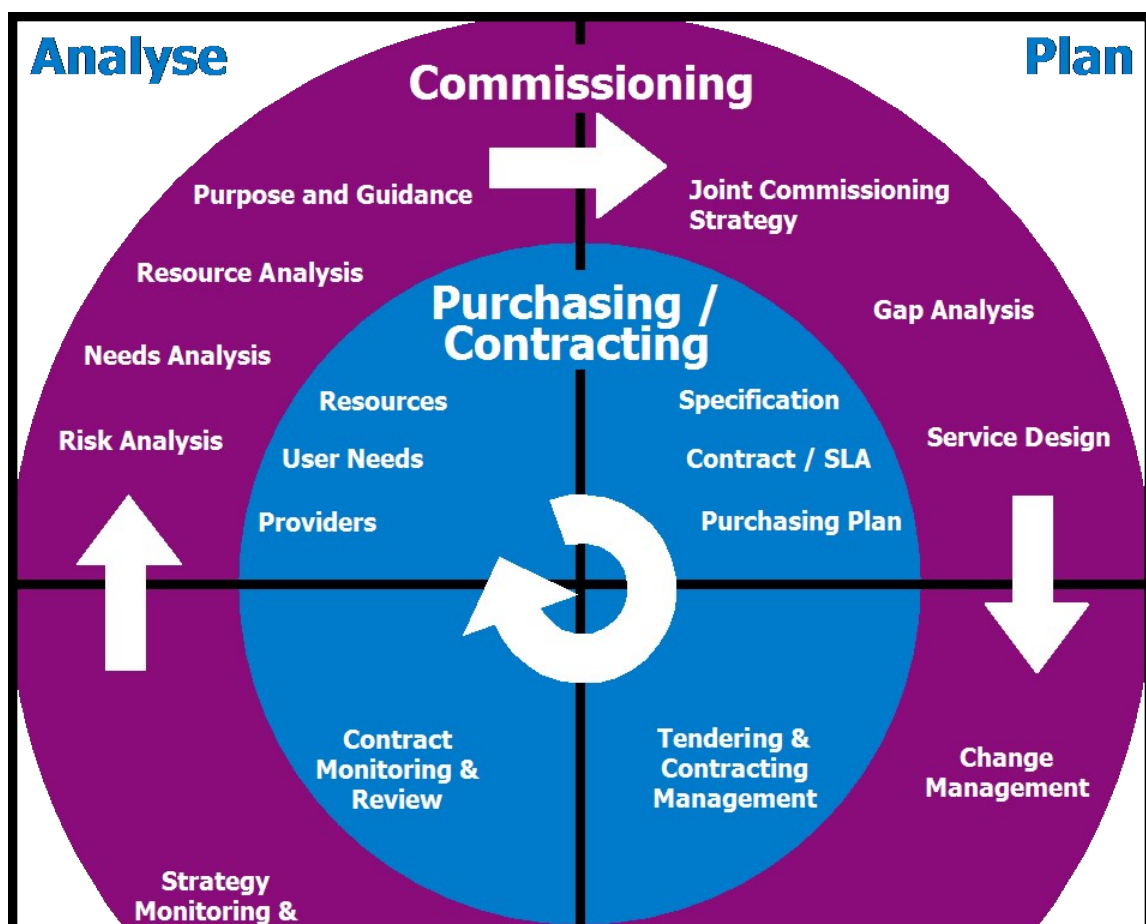 Analyse
Plan
Commissioning
Purpose and Guidance
Joint Commissioning
Strategy
Resource Analysis
Gap Analysis
Needs Analysis
Risk Analysis
Service Design
Purchasing /
Contracting
Resources
Specification
User Needs
Contract / SLA
Providers
Purchasing Plan
Contract
Monitoring &
Review
Tendering &
Contracting
Management
Change
Management
Strategy
Monitoring &